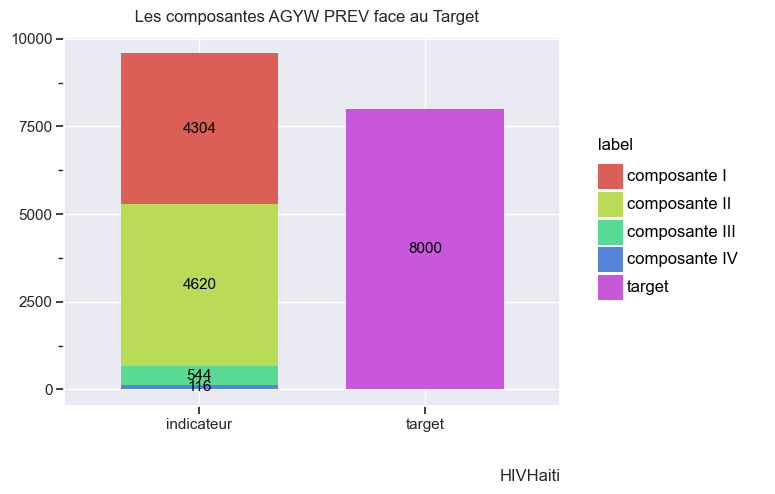 Les composantes AGYW PREV face au Target
10000
7500
5000
2500
0
4304
4620
544
116
8000
indicateur
target
label
composante I
composante II
composante III
composante IV
target
HIVHaiti